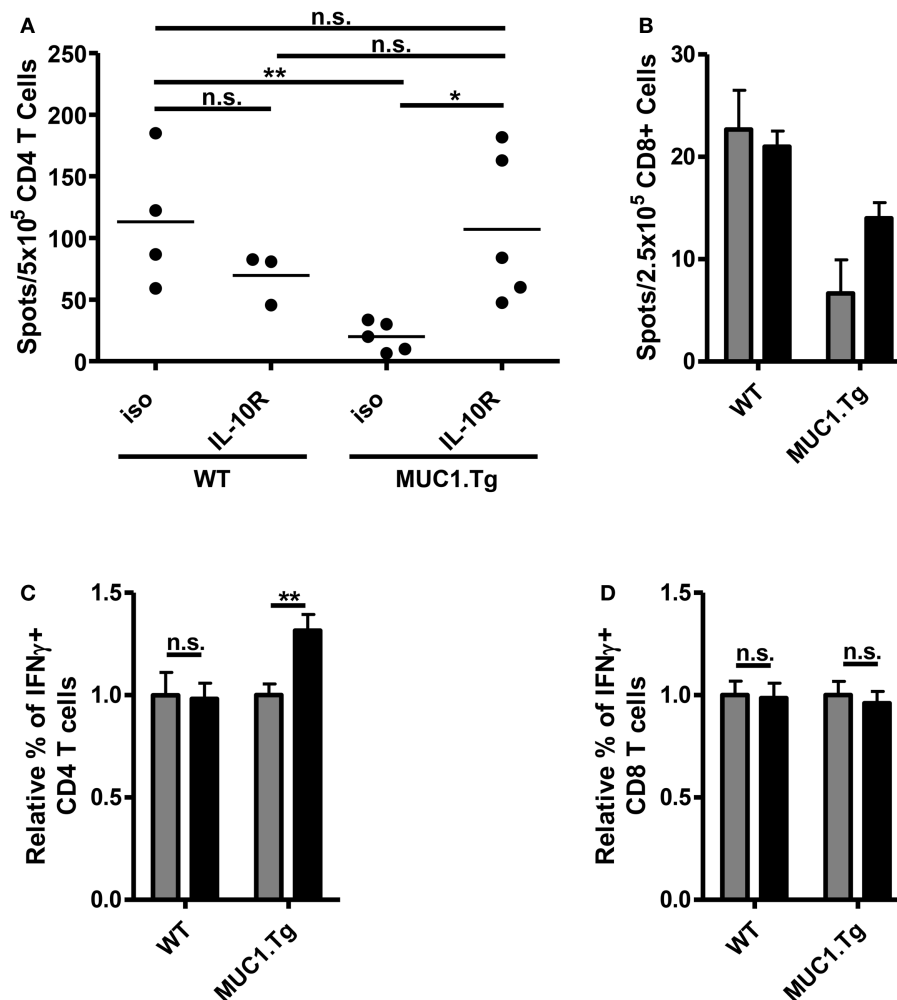 A
n.s.
n.s.
**
n.s.
*
Spots/5x10⁵ CD4 T Cells
250
200
150
100
50
0
iso
IL-10R
iso
IL-10R
WT
MUC1.Tg
B
Spots/2.5x10⁵ CD8+ Cells
30
20
10
0
WT
MUC1.Tg
C
Relative % of IFNγ+
CD4 T cells
1.5
1.0
0.5
0.0
n.s.
**
WT
MUC1.Tg
D
Relative % of IFNγ+
CD8 T cells
1.5
1.0
0.5
0.0
n.s.
n.s.
WT
MUC1.Tg